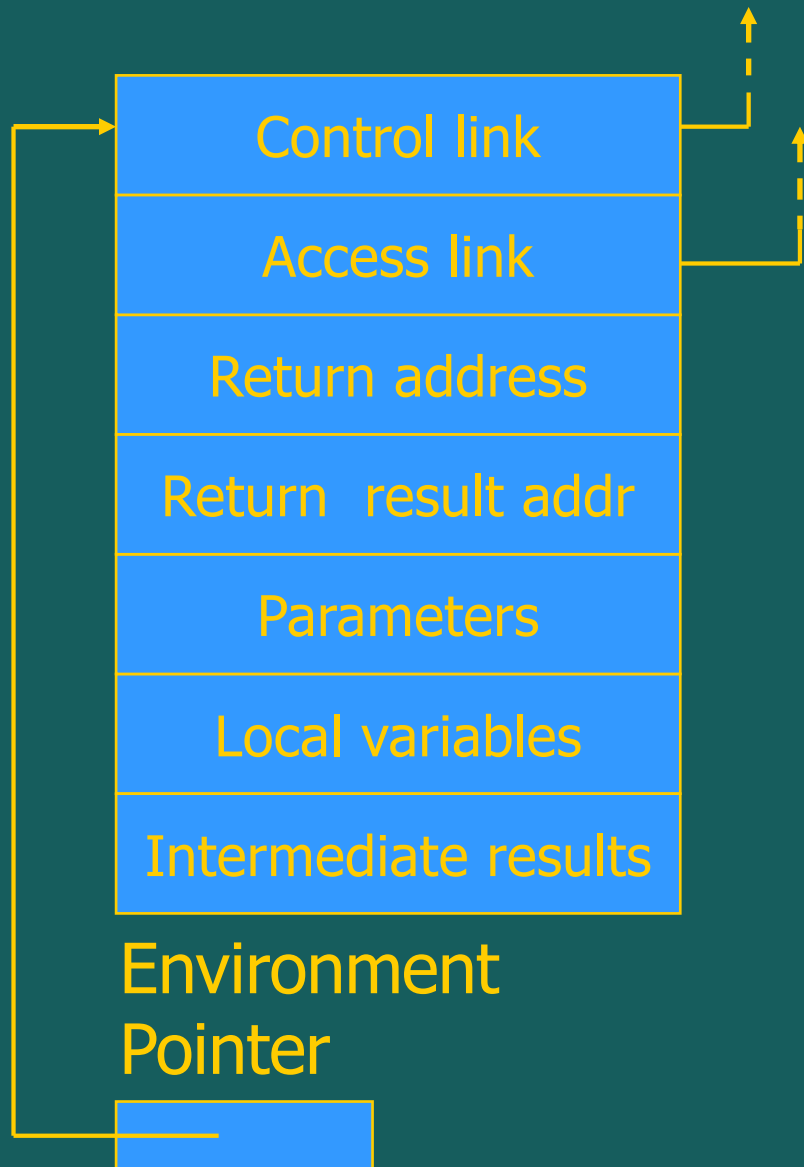 Control link
Access link
Return address
Return  result addr
Parameters
Local variables
Intermediate results
Environment
Pointer